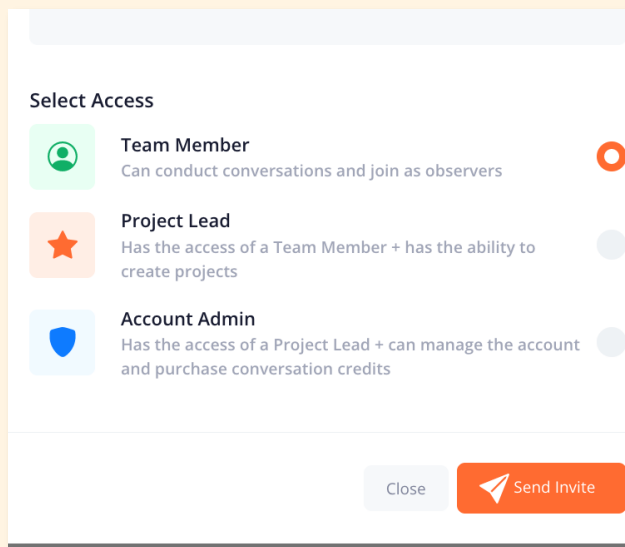 Select Access
Team Member
Can conduct conversations and join as observers
Project Lead
Has the access of a Team Member + has the ability to
create projects
Account Admin
Has the access of a Project Lead + can manage the account
and purchase conversation credits
Close
Send Invite